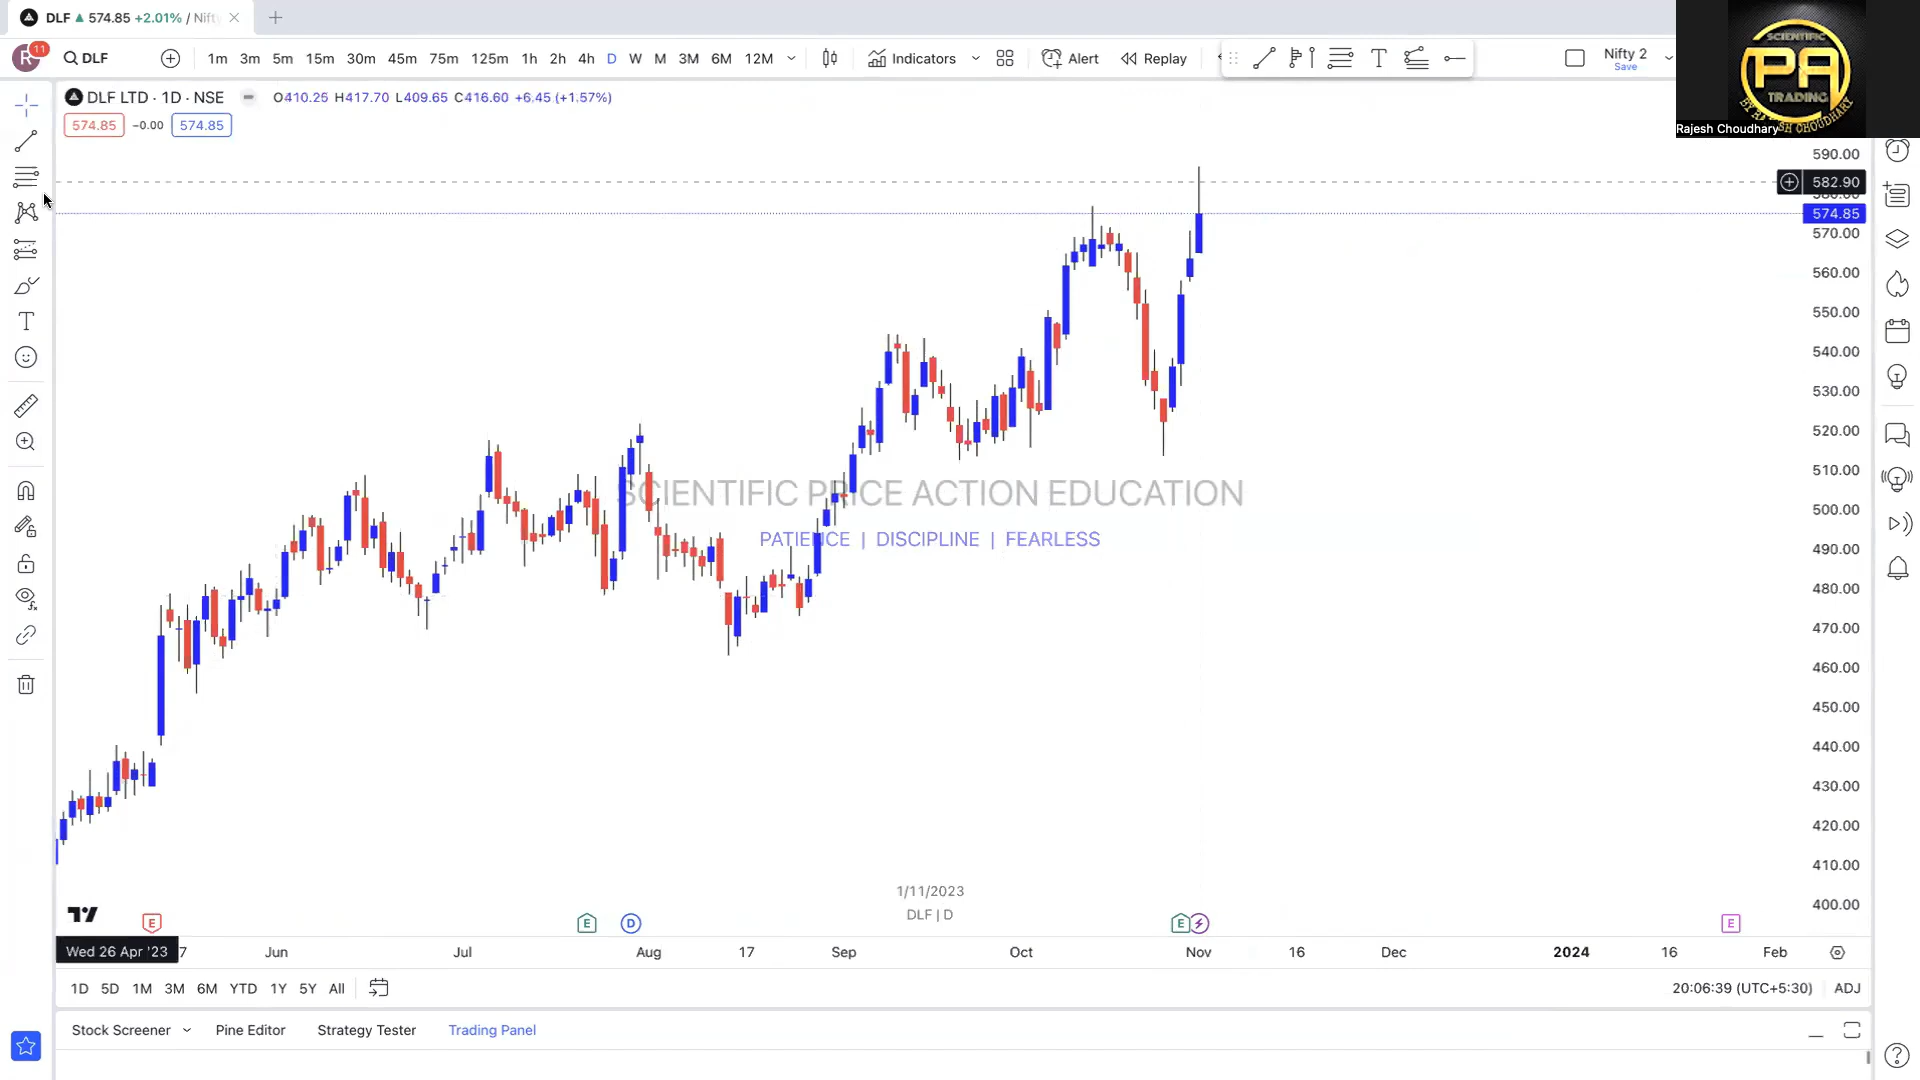 DLF ▲ 574.85 +2.01% / Nifty
R 11 DLF 1m 3m 5m 15m 30m 45m 75m 125m 1h 2h 4h D W M 3M 6M 12M Indicators Alert Replay T Nifty 2
Save
SCIENTIFIC
PA
TRADING
Rajesh Choudhary
DLF LTD · 1D · NSE O410.25 H417.70 L409.65 C416.60 +6.45 (+1.57%)
574.85 −0.00 574.85
590.00
582.90
574.85
570.00
560.00
550.00
540.00
530.00
520.00
510.00
500.00
490.00
480.00
470.00
460.00
450.00
440.00
430.00
420.00
410.00
400.00
SCIENTIFIC PRICE ACTION EDUCATION
PATIENCE | DISCIPLINE | FEARLESS
1/11/2023
DLF | D
E E D E E
Wed 26 Apr '23 7 Jun Jul Aug 17 Sep Oct Nov 16 Dec 2024 16 Feb
1D 5D 1M 3M 6M YTD 1Y 5Y All 20:06:39 (UTC+5:30) ADJ
Stock Screener Pine Editor Strategy Tester Trading Panel